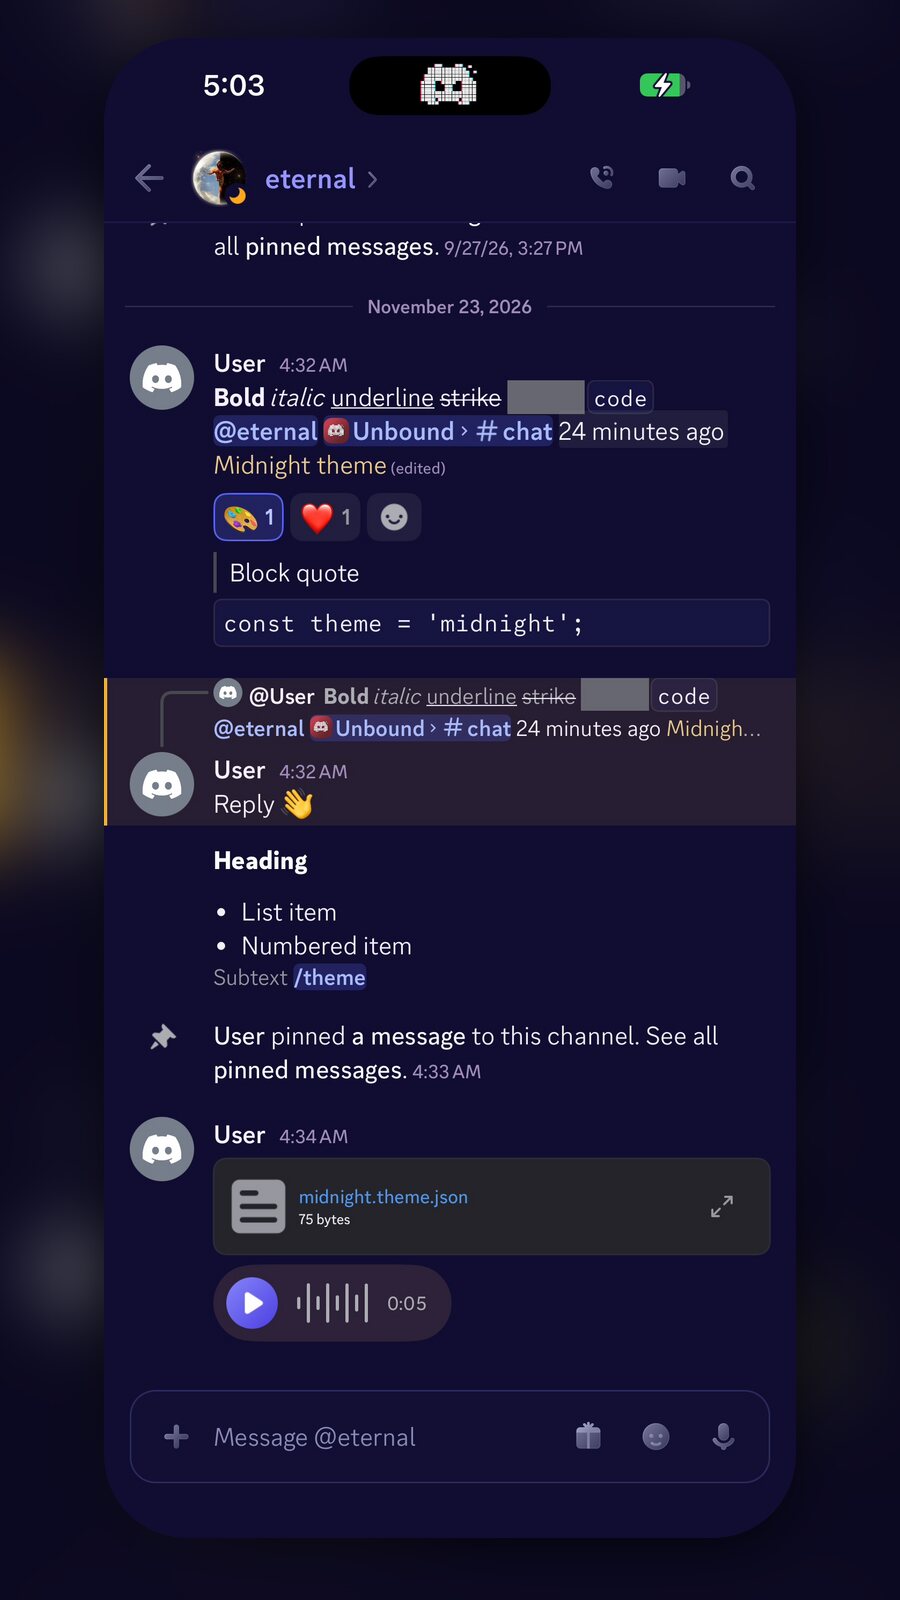 5:03
eternal
all pinned messages. 9/27/26, 3:27 PM
November 23, 2026
User 4:32 AM
Bold italic underline strike code
@eternal Unbound › # chat 24 minutes ago
Midnight theme (edited)
1 1
Block quote
const theme = 'midnight';
@User Bold italic underline strike code
@eternal Unbound › # chat 24 minutes ago Midnigh...
User 4:32 AM
Reply 👋
Heading
• List item
• Numbered item
Subtext /theme
User pinned a message to this channel. See all
pinned messages. 4:33 AM
User 4:34 AM
midnight.theme.json
75 bytes
0:05
Message @eternal